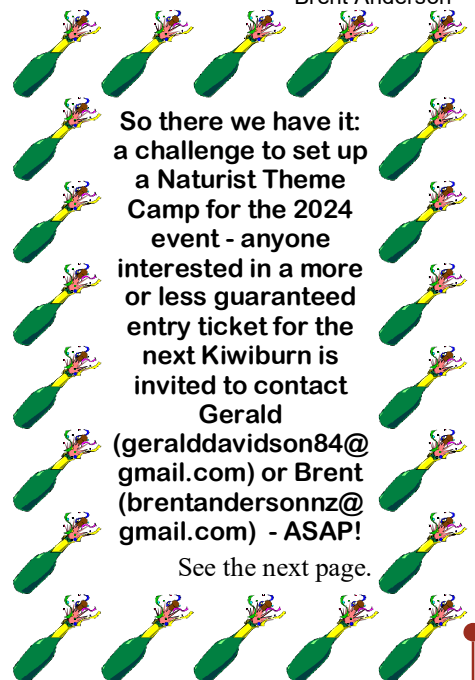 Brent Anderson
So there we have it:
a challenge to set up
a Naturist Theme
Camp for the 2024
event - anyone
interested in a more
or less guaranteed
entry ticket for the
next Kiwiburn is
invited to contact
Gerald
(geralddavidson84@
gmail.com) or Brent
(brentandersonnz@
gmail.com)  - ASAP!
See the next page.